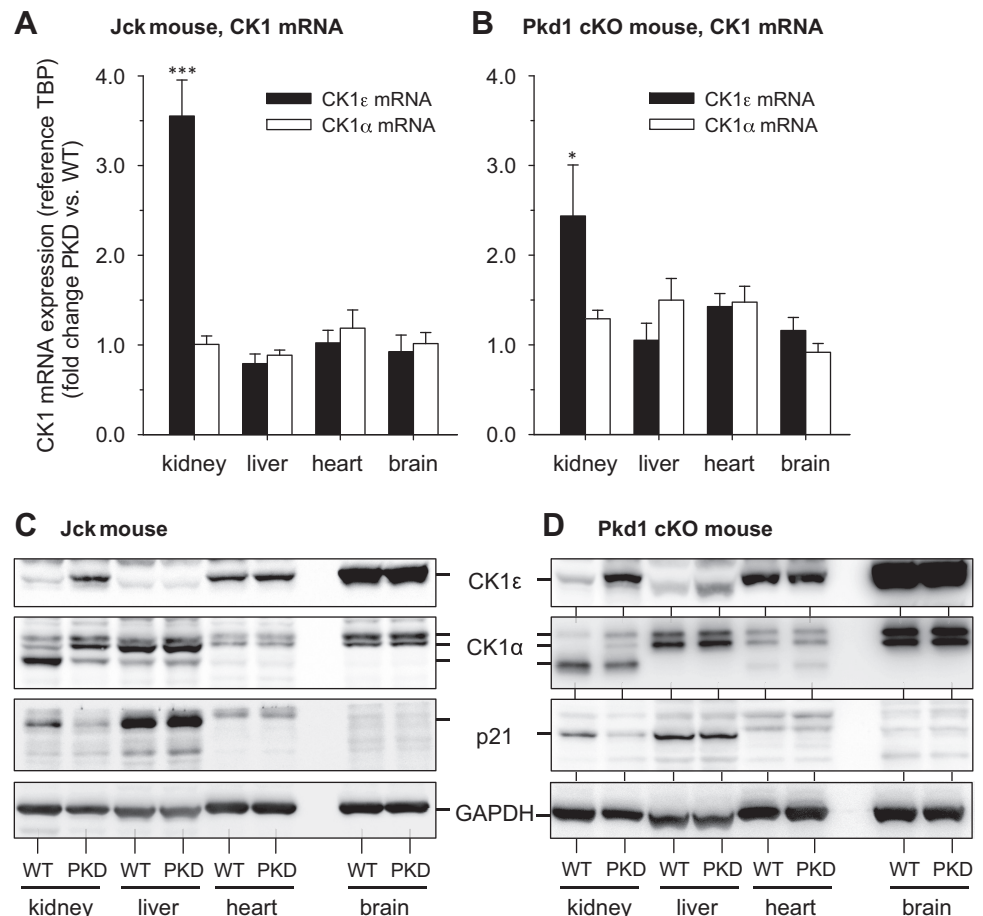 A Jck mouse, CK1 mRNA
CK1 mRNA expression (reference TBP)
(fold change PKD vs. WT)
4.0
3.0
2.0
1.0
0.0
***
CK1ε mRNA
CK1α mRNA
kidney liver heart brain
B Pkd1 cKO mouse, CK1 mRNA
4.0
3.0
2.0
1.0
0.0
*
CK1ε mRNA
CK1α mRNA
kidney liver heart brain
C Jck mouse
D Pkd1 cKO mouse
CK1ε
CK1α
p21
GAPDH
WT PKD WT PKD WT PKD WT PKD
kidney liver heart brain
WT PKD WT PKD WT PKD WT PKD
kidney liver heart brain